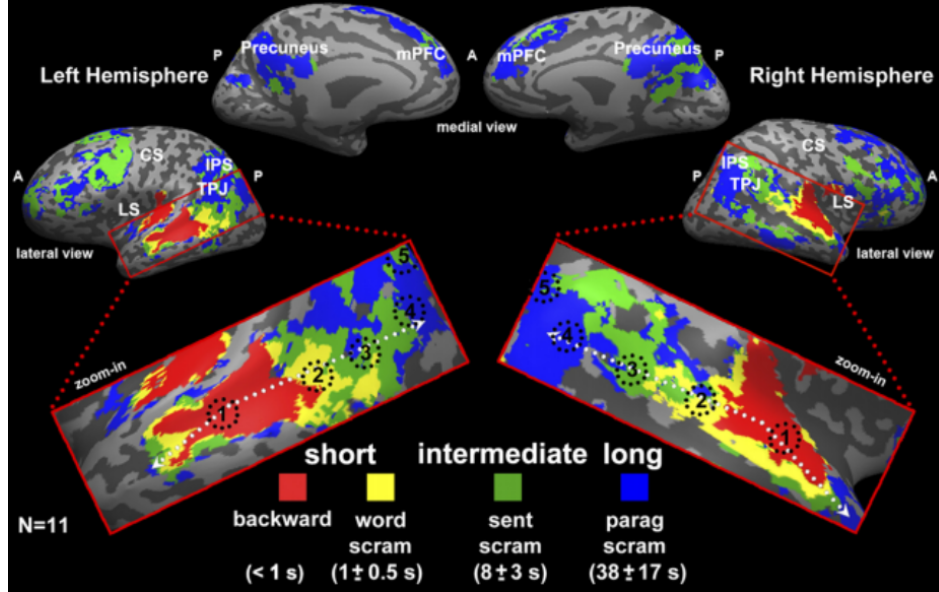 Precuneus
mPFC
A
mPFC
Precuneus
P
P
Left Hemisphere
Right Hemisphere
medial view
CS
CS
A
IPS
P
TPJ
LS
P
IPS
TPJ
LS
A
lateral view
lateral view
5
4
3
2
1
zoom-in
5
4
3
2
1
zoom-in
short intermediate long
backward word scram sent scram parag scram
(< 1 s) (1 ± 0.5 s) (8 ± 3 s) (38 ± 17 s)
N=11